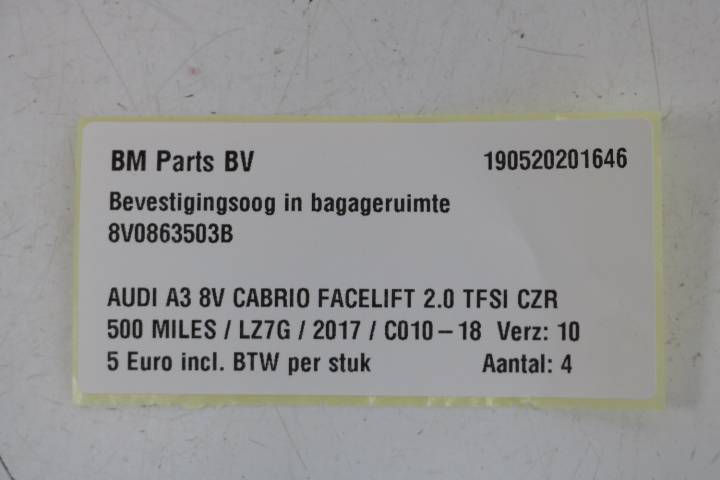 BM Parts BV 190520201646
Bevestigingsoog in bagageruimte
8V0863503B
AUDI A3 8V CABRIO FACELIFT 2.0 TFSI CZR
500 MILES / LZ7G / 2017 / C010-18 Verz: 10
5 Euro incl. BTW per stuk Aantal: 4